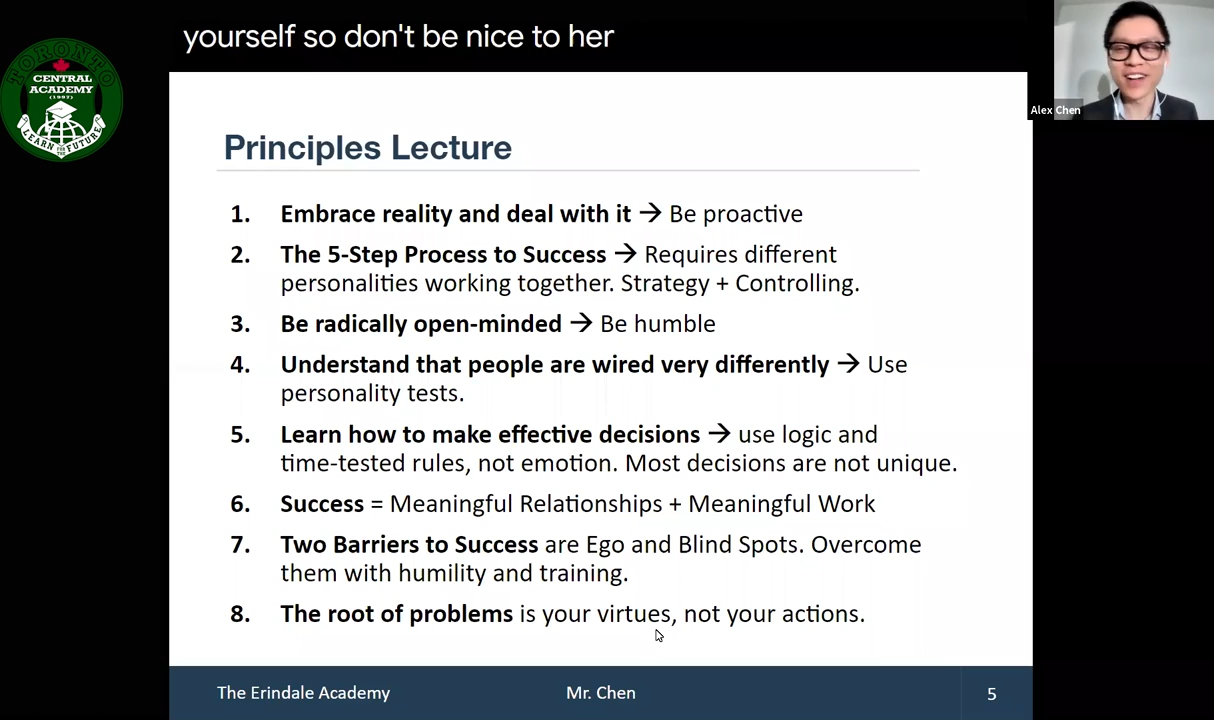 yourself so don't be nice to her
TORONTO
CENTRAL
ACADEMY
(1997)
LEARN FOR THE FUTURE
Alex Chen
Principles Lecture
1. Embrace reality and deal with it → Be proactive
2. The 5-Step Process to Success → Requires different
personalities working together. Strategy + Controlling.
3. Be radically open-minded → Be humble
4. Understand that people are wired very differently → Use
personality tests.
5. Learn how to make effective decisions → use logic and
time-tested rules, not emotion. Most decisions are not unique.
6. Success = Meaningful Relationships + Meaningful Work
7. Two Barriers to Success are Ego and Blind Spots. Overcome
them with humility and training.
8. The root of problems is your virtues, not your actions.
The Erindale Academy Mr. Chen 5